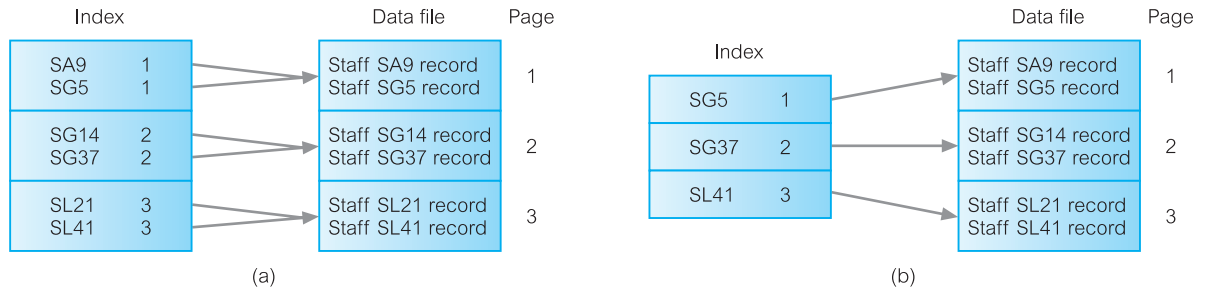 Index
Data file
Page
SA9 1
SG5 1
SG14 2
SG37 2
SL21 3
SL41 3
Staff SA9 record
Staff SG5 record
1
Staff SG14 record
Staff SG37 record
2
Staff SL21 record
Staff SL41 record
3
(a)
Index
Data file
Page
SG5 1
SG37 2
SL41 3
Staff SA9 record
Staff SG5 record
1
Staff SG14 record
Staff SG37 record
2
Staff SL21 record
Staff SL41 record
3
(b)